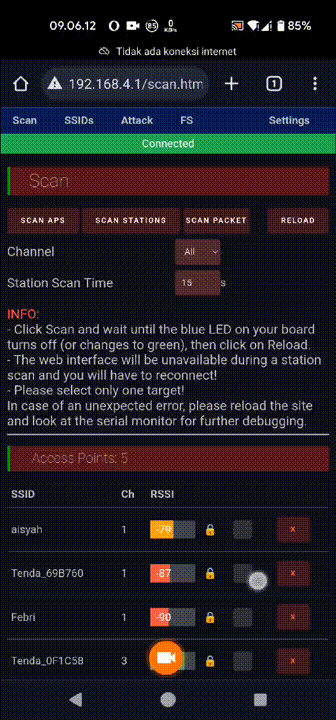 09.06.12 85 0 KB/s 85%
Tidak ada koneksi internet
192.168.4.1/scan.htm 1
Scan SSIDs Attack FS Settings
Connected
Scan
SCAN APS SCAN STATIONS SCAN PACKET RELOAD
Channel All
Station Scan Time 15 s
INFO:
- Click Scan and wait until the blue LED on your board
turns off (or changes to green), then click on Reload.
- The web interface will be unavailable during a station
scan and you will have to reconnect!
- Please select only one target!
In case of an unexpected error, please reload the site
and look at the serial monitor for further debugging.
Access Points: 5
SSID Ch RSSI
aisyah 1 -79 x
Tenda_69B760 1 -87 x
Febri 1 -90 x
Tenda_0F1C58 3 x